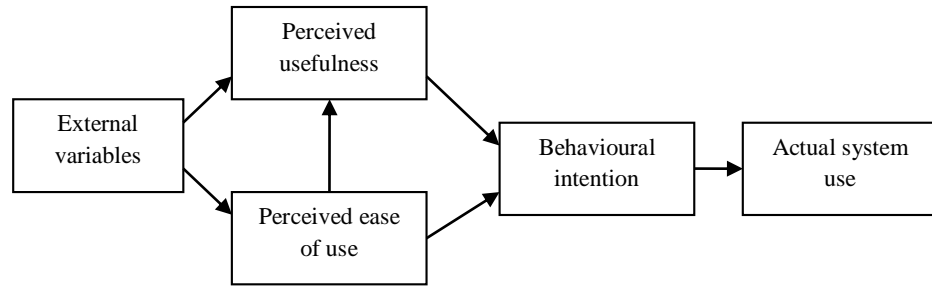 Perceived
usefulness
External
variables
Perceived ease
of use
Behavioural
intention
Actual system
use